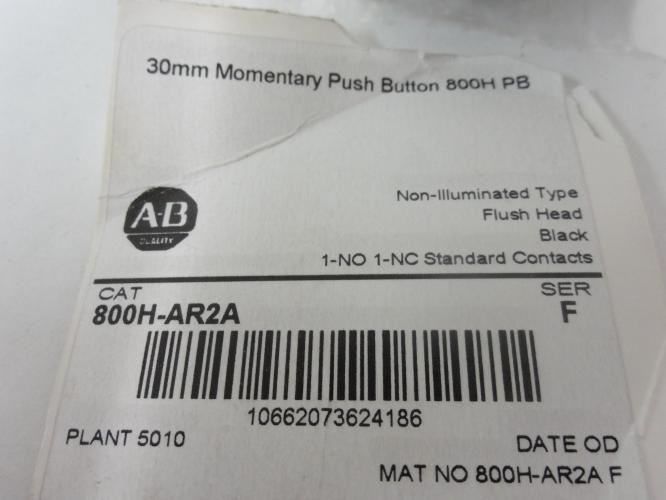 30mm Momentary Push Button 800H PB
A-B
QUALITY
Non-Illuminated Type
Flush Head
Black
1-NO 1-NC Standard Contacts
CAT
SER
800H-AR2A
F
10662073624186
PLANT 5010
DATE OD
MAT NO 800H-AR2A F